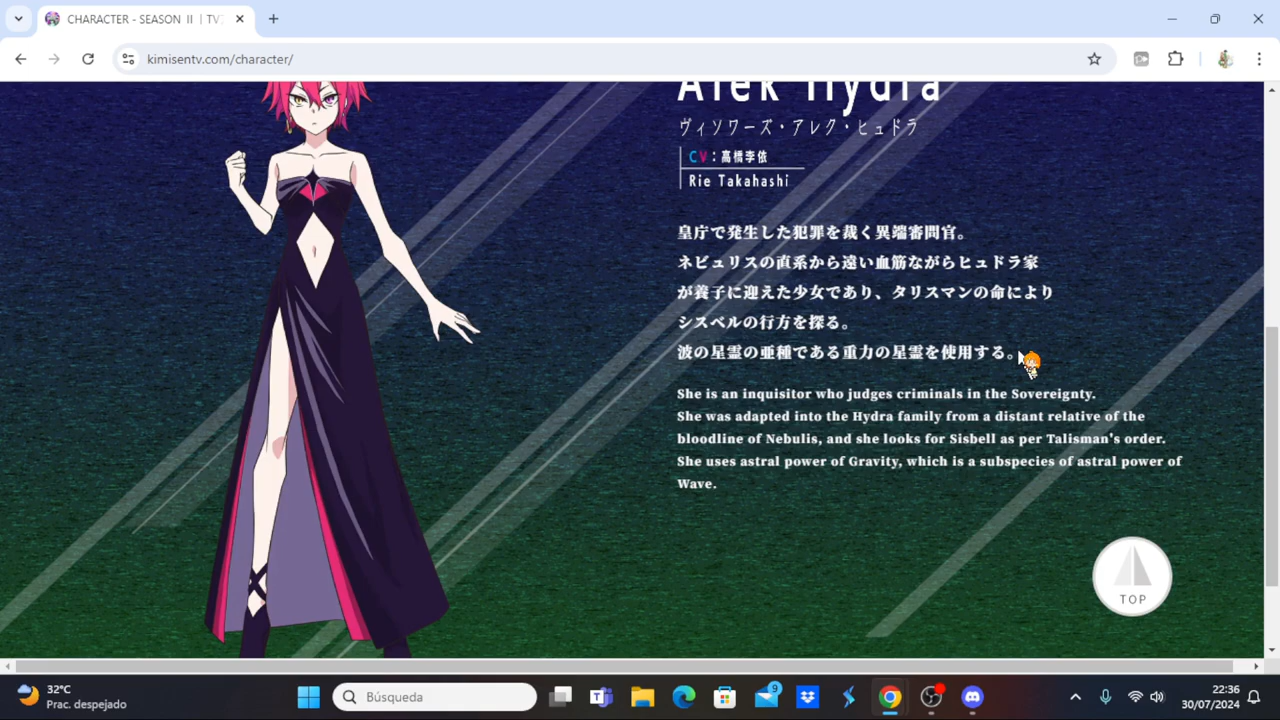 CHARACTER - SEASON Ⅱ | TV
kimisentv.com/character/
Alek Hydra
ヴィソワーズ・アレク・ヒュドラ
CV：高橋李依
Rie Takahashi
皇庁で発生した犯罪を裁く異端審問官。
ネビュリスの直系から遠い血筋ながらヒュドラ家
が養子に迎えた少女であり、タリスマンの命により
シスベルの行方を探る。
波の星霊の亜種である重力の星霊を使用する。
She is an inquisitor who judges criminals in the Sovereignty.
She was adapted into the Hydra family from a distant relative of the
bloodline of Nebulis, and she looks for Sisbell as per Talisman's order.
She uses astral power of Gravity, which is a subspecies of astral power of
Wave.
TOP
32°C
Prac. despejado
Búsqueda
9
22:36
30/07/2024